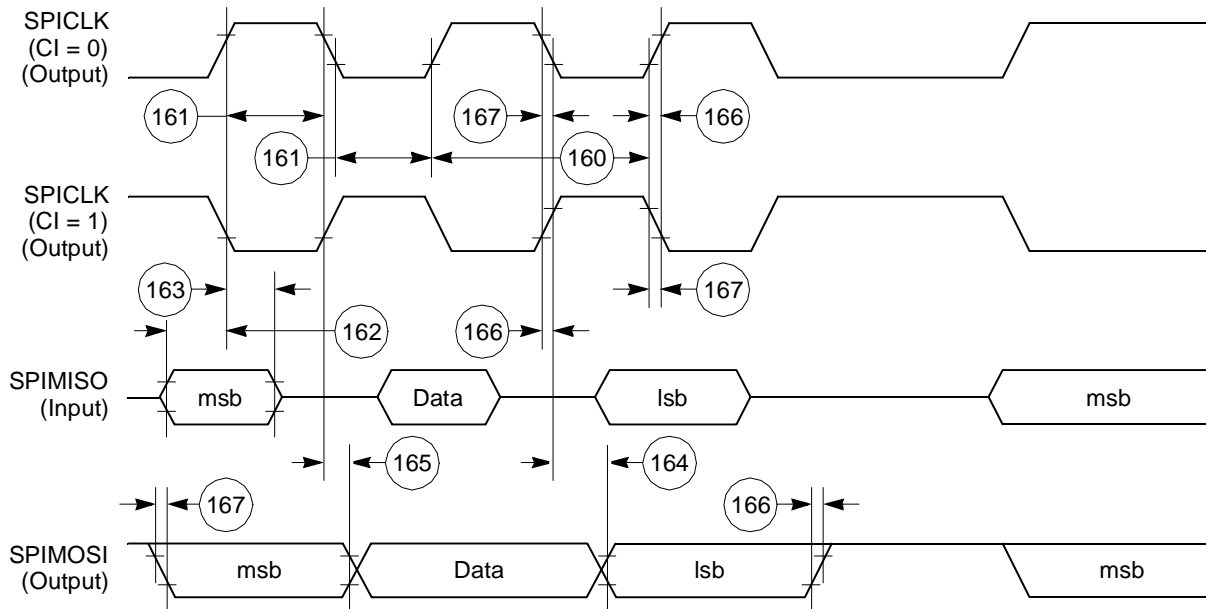 SPICLK
(CI = 0)
(Output)
161
167
166
161
160
SPICLK
(CI = 1)
(Output)
163
167
162
166
SPIMISO
(Input)
msb
Data
lsb
msb
165
164
167
166
SPIMOSI
(Output)
msb
Data
lsb
msb